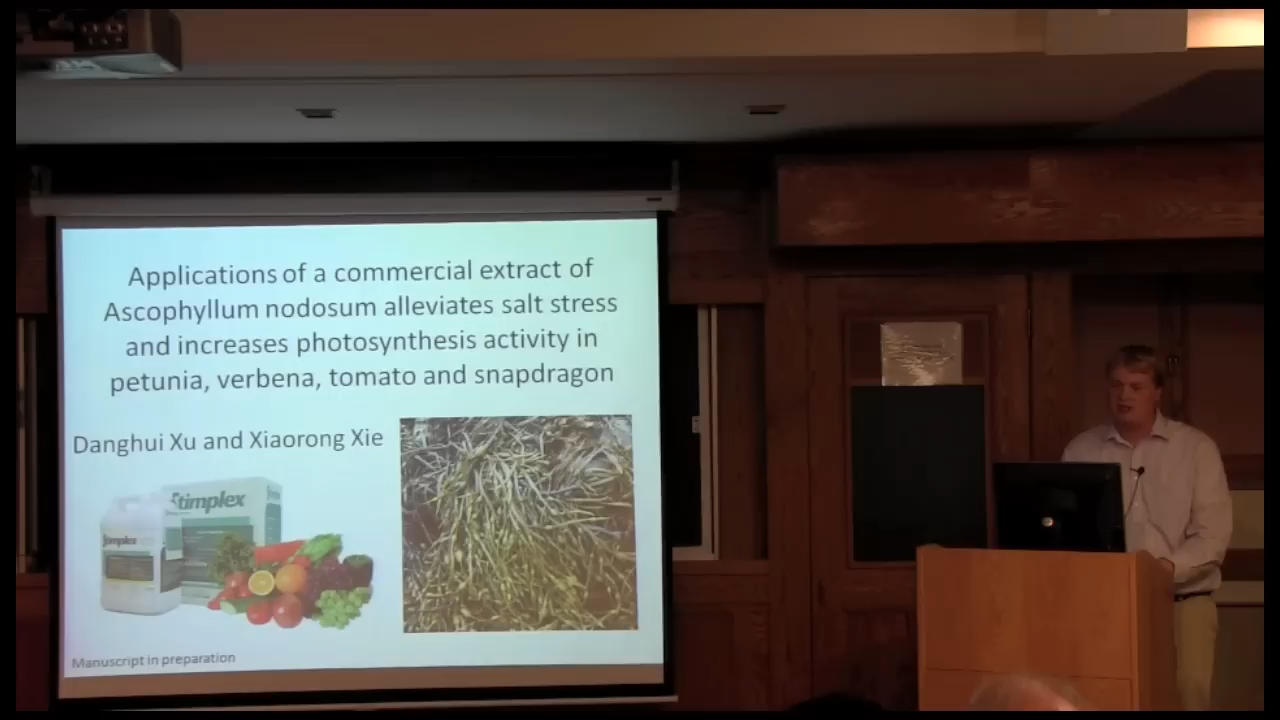 Applications of a commercial extract of
Ascophyllum nodosum alleviates salt stress
and increases photosynthesis activity in
petunia, verbena, tomato and snapdragon
Danghui Xu and Xiaorong Xie
Stimplex
Stimplex
Manuscript in preparation